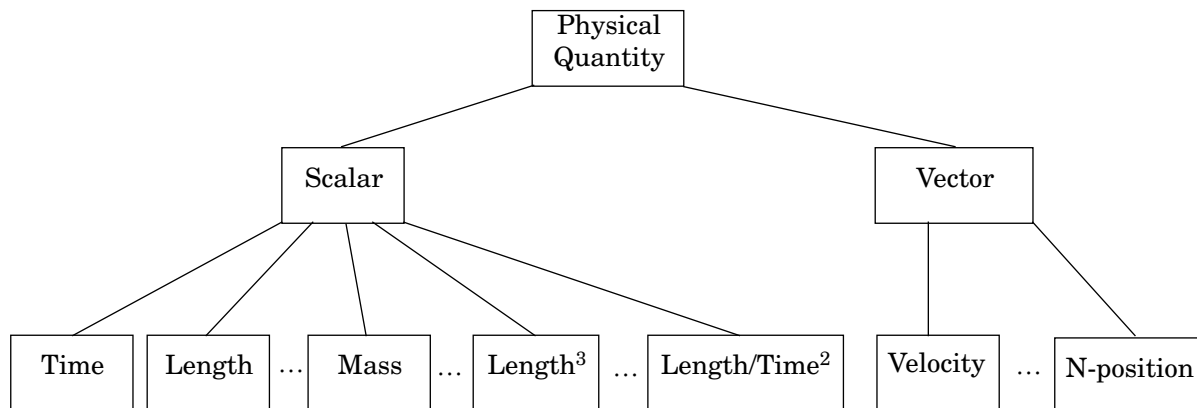 Physical
Quantity
Scalar
Vector
Time
Length
...
Mass
...
Length³
...
Length/Time²
Velocity
...
N-position